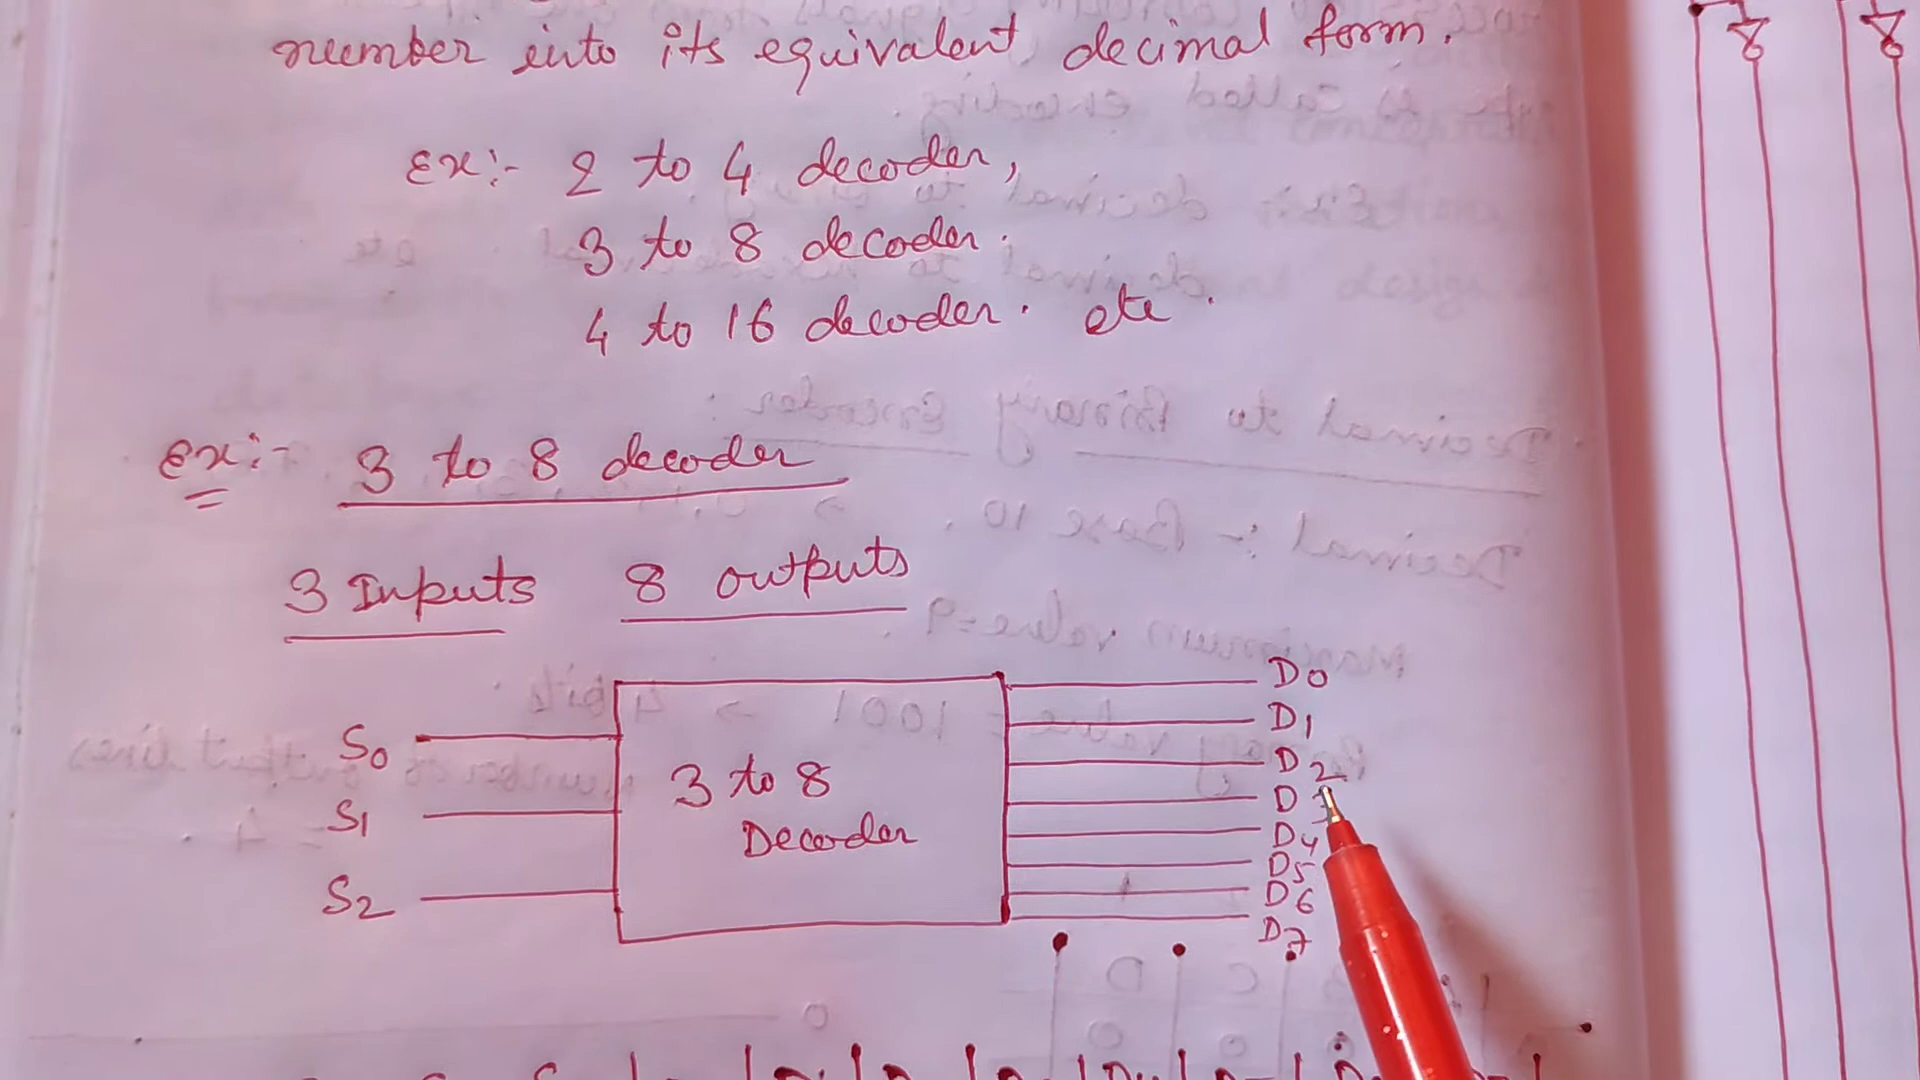 number into its equivalent decimal form.
Ex:- 2 to 4 decoder,
3 to 8 decoder.
4 to 16 decoder. etc.
Ex:- 3 to 8 decoder
3 Inputs 8 outputs
S0
S1
S2
3 to 8
Decoder
D0
D1
D2
D
D4
D5
D6
D7